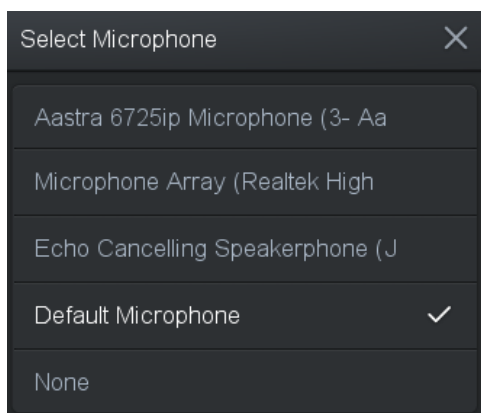 Select Microphone
Aastra 6725ip Microphone (3- Aa
Microphone Array (Realtek High
Echo Cancelling Speakerphone (J
Default Microphone
None